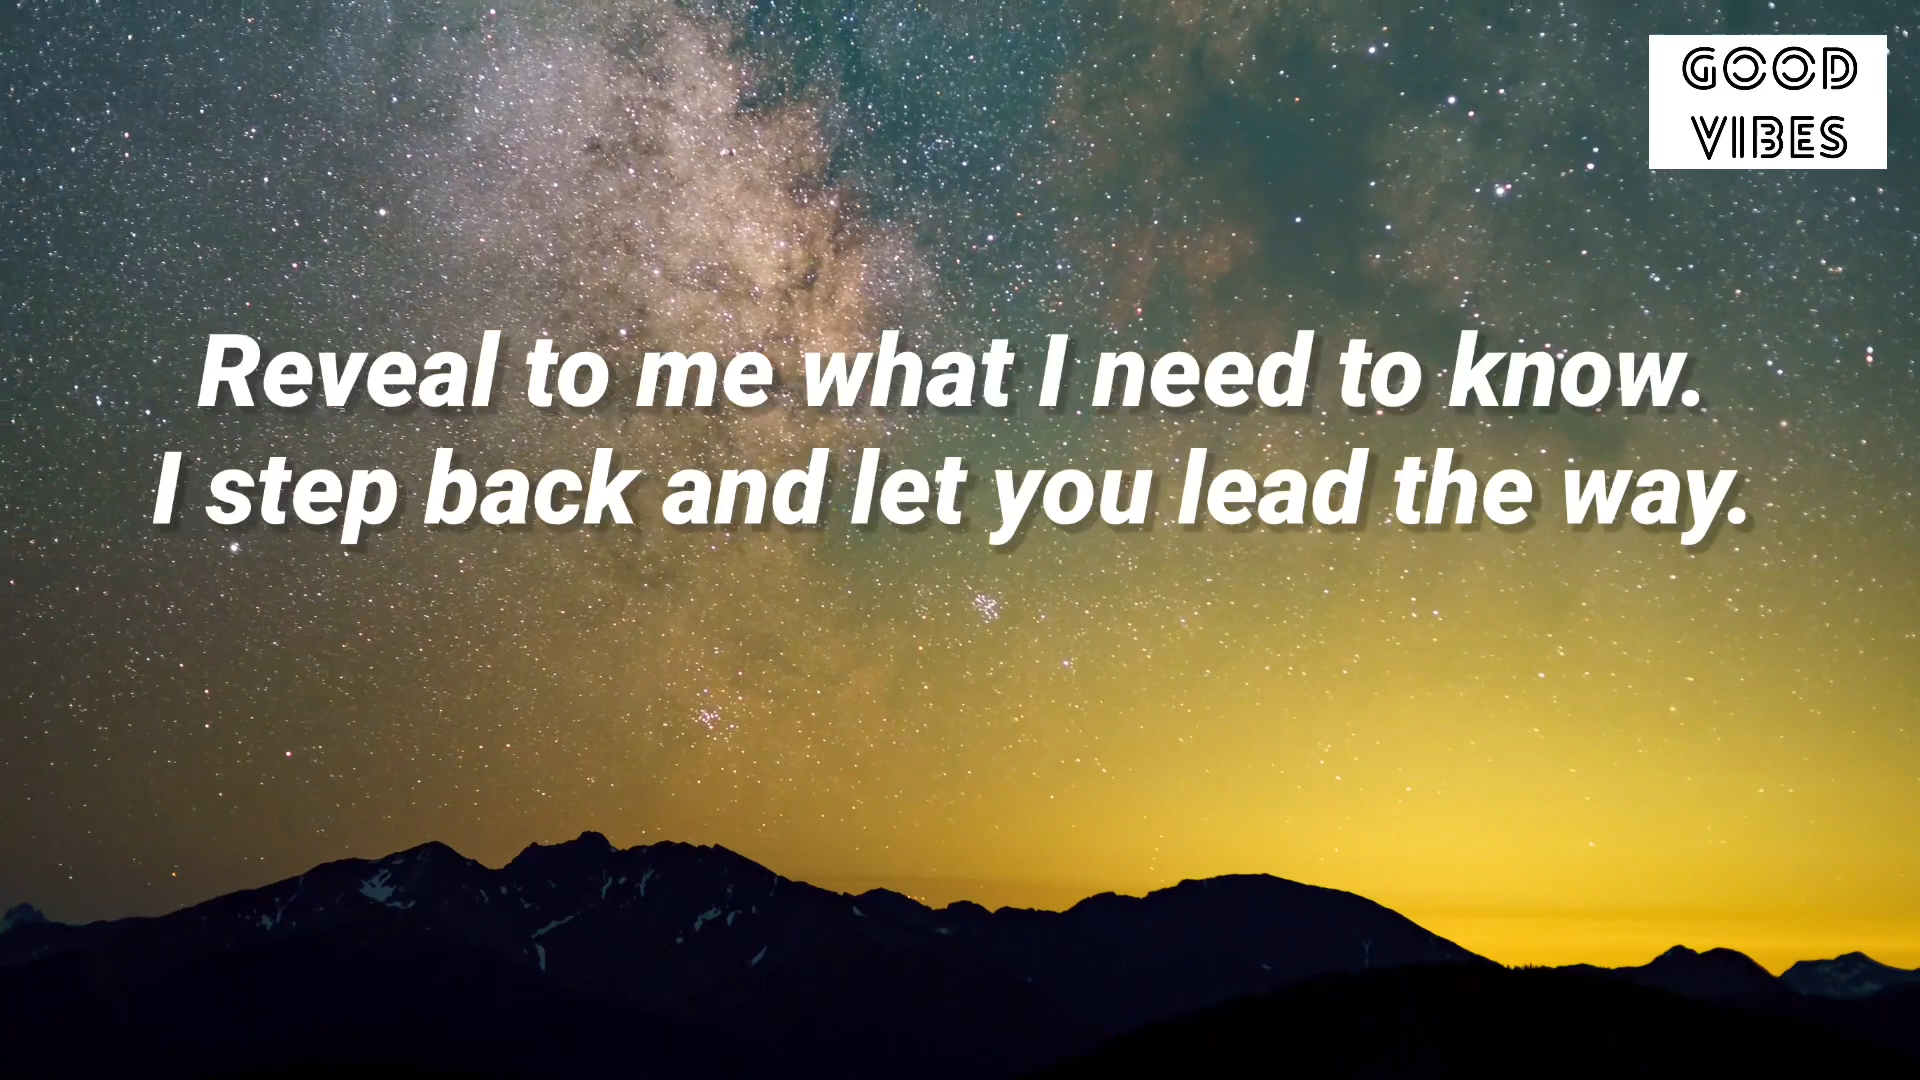 GOOD
VIBES
Reveal to me what I need to know.
I step back and let you lead the way.